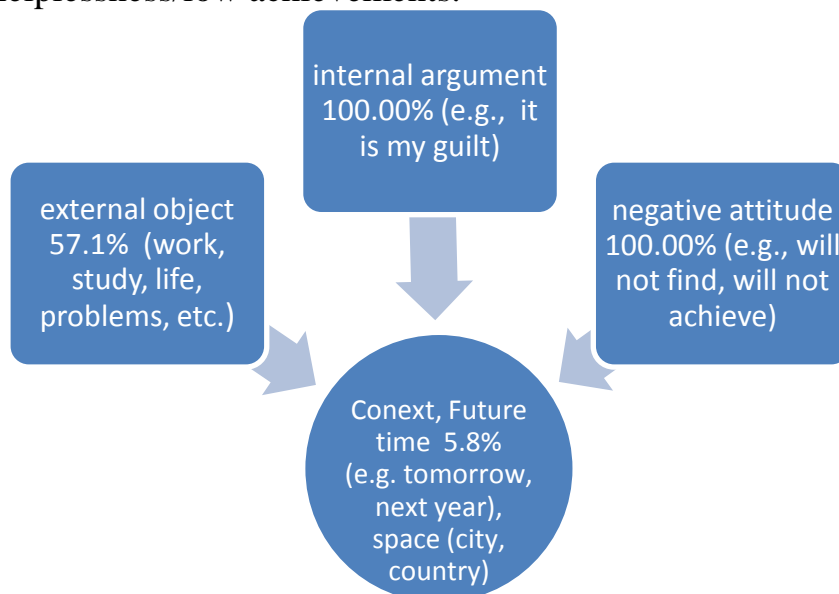 internal argument
100.00% (e.g., it
is my guilt)
external object
57.1% (work,
study, life,
problems, etc.)
negative attitude
100.00% (e.g., will
not find, will not
achieve)
Conext, Future
time 5.8%
(e.g. tomorrow,
next year),
space (city,
country)